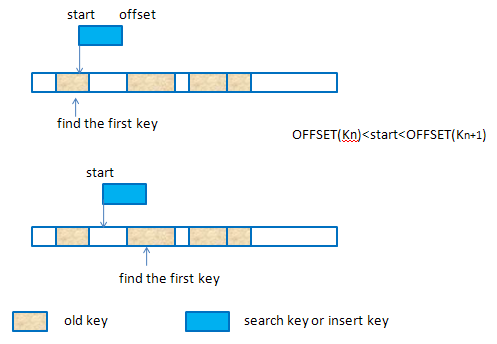 start offset
find the first key
OFFSET(Kn)<start<OFFSET(Kn+1)
start
find the first key
old key
search key or insert key